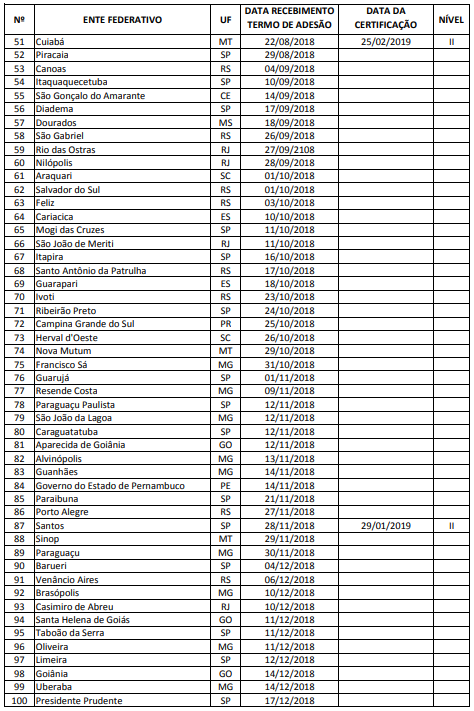 Nº ENTE FEDERATIVO UF DATA RECEBIMENTO TERMO DE ADESÃO DATA DA CERTIFICAÇÃO NÍVEL
51 Cuiabá MT 22/08/2018 25/02/2019 II
52 Piracaia SP 29/08/2018
53 Canoas RS 04/09/2018
54 Itaquaquecetuba SP 10/09/2018
55 São Gonçalo do Amarante CE 14/09/2018
56 Diadema SP 17/09/2018
57 Dourados MS 18/09/2018
58 São Gabriel RS 26/09/2018
59 Rio das Ostras RJ 27/09/2108
60 Nilópolis RJ 28/09/2018
61 Araquari SC 01/10/2018
62 Salvador do Sul RS 01/10/2018
63 Feliz RS 03/10/2018
64 Cariacica ES 10/10/2018
65 Mogi das Cruzes SP 11/10/2018
66 São João de Meriti RJ 11/10/2018
67 Itapira SP 16/10/2018
68 Santo Antônio da Patrulha RS 17/10/2018
69 Guarapari ES 18/10/2018
70 Ivoti RS 23/10/2018
71 Ribeirão Preto SP 24/10/2018
72 Campina Grande do Sul PR 25/10/2018
73 Herval d'Oeste SC 26/10/2018
74 Nova Mutum MT 29/10/2018
75 Francisco Sá MG 31/10/2018
76 Guarujá SP 01/11/2018
77 Resende Costa MG 09/11/2018
78 Paraguaçu Paulista SP 12/11/2018
79 São João da Lagoa MG 12/11/2018
80 Caraguatatuba SP 12/11/2018
81 Aparecida de Goiânia GO 12/11/2018
82 Alvinópolis MG 13/11/2018
83 Guanhães MG 14/11/2018
84 Governo do Estado de Pernambuco PE 14/11/2018
85 Paraibuna SP 21/11/2018
86 Porto Alegre RS 27/11/2018
87 Santos SP 28/11/2018 29/01/2019 II
88 Sinop MT 29/11/2018
89 Paraguaçu MG 30/11/2018
90 Barueri SP 04/12/2018
91 Venâncio Aires RS 06/12/2018
92 Brasópolis MG 10/12/2018
93 Casimiro de Abreu RJ 10/12/2018
94 Santa Helena de Goiás GO 11/12/2018
95 Taboão da Serra SP 11/12/2018
96 Oliveira MG 11/12/2018
97 Limeira SP 12/12/2018
98 Goiânia GO 14/12/2018
99 Uberaba MG 14/12/2018
100 Presidente Prudente SP 17/12/2018